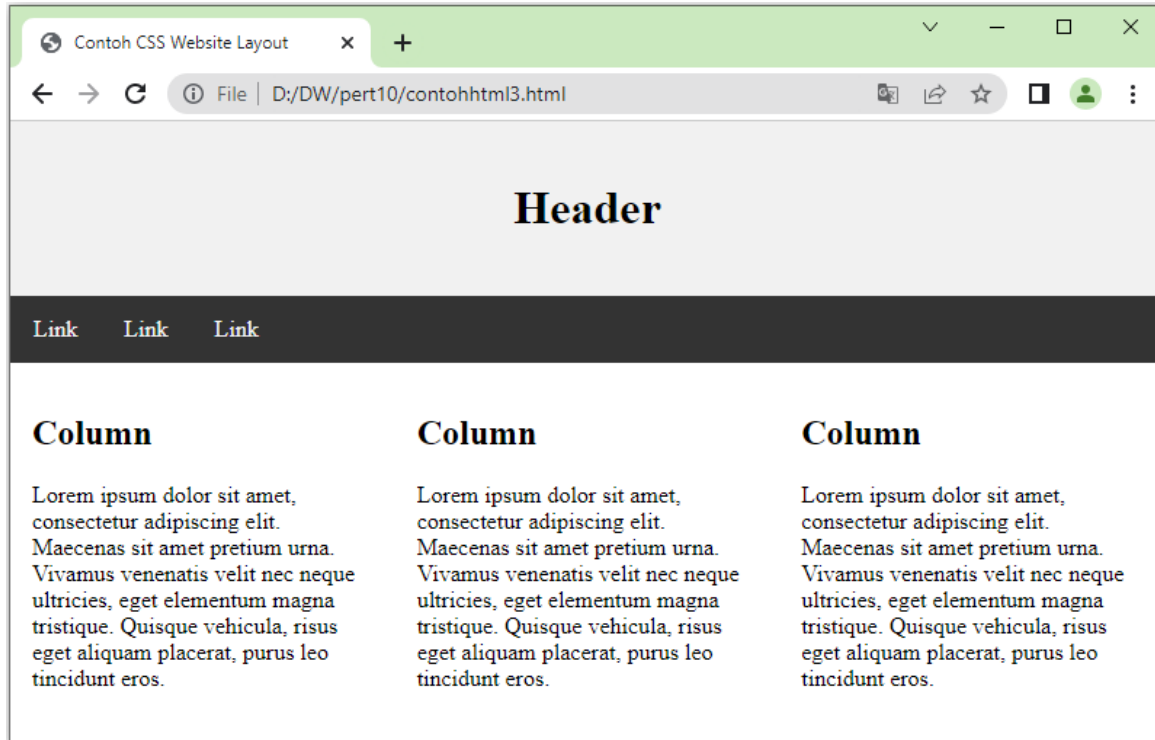 Contoh CSS Website Layout
File D:/DW/pert10/contohhtml3.html
Header
Link Link Link
Column
Lorem ipsum dolor sit amet,
consectetur adipiscing elit.
Maecenas sit amet pretium urna.
Vivamus venenatis velit nec neque
ultricies, eget elementum magna
tristique. Quisque vehicula, risus
eget aliquam placerat, purus leo
tincidunt eros.
Column
Lorem ipsum dolor sit amet,
consectetur adipiscing elit.
Maecenas sit amet pretium urna.
Vivamus venenatis velit nec neque
ultricies, eget elementum magna
tristique. Quisque vehicula, risus
eget aliquam placerat, purus leo
tincidunt eros.
Column
Lorem ipsum dolor sit amet,
consectetur adipiscing elit.
Maecenas sit amet pretium urna.
Vivamus venenatis velit nec neque
ultricies, eget elementum magna
tristique. Quisque vehicula, risus
eget aliquam placerat, purus leo
tincidunt eros.